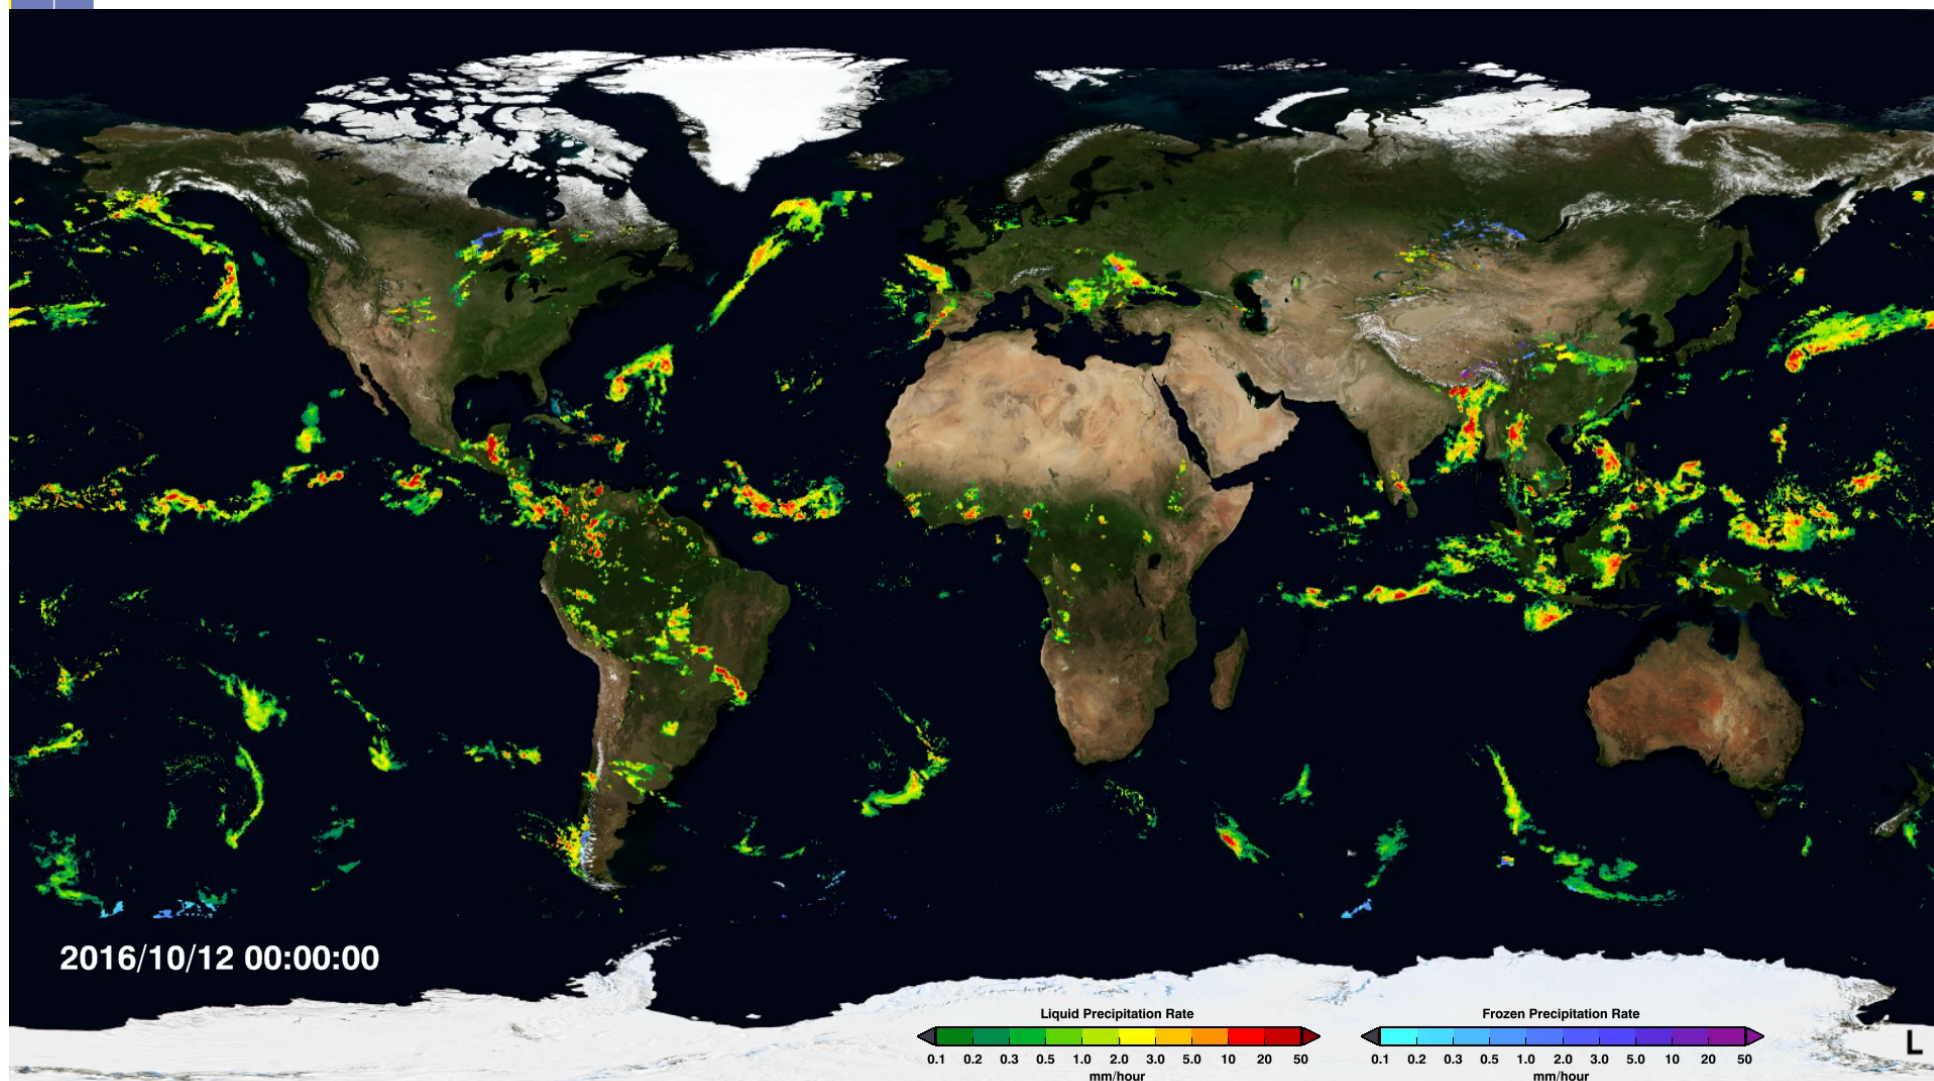 2016/10/12 00:00:00
Liquid Precipitation Rate
0.1 0.2 0.3 0.5 1.0 2.0 3.0 5.0 10 20 50
mm/hour
Frozen Precipitation Rate
0.1 0.2 0.3 0.5 1.0 2.0 3.0 5.0 10 20 50
mm/hour
L